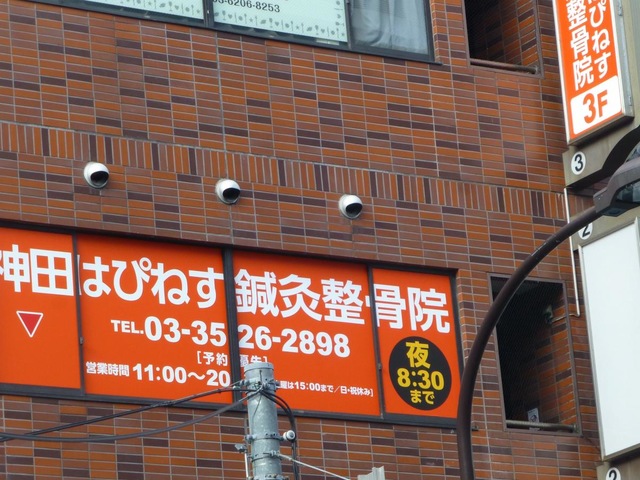 03-6206-8253
はぴねす
整骨院
3F
3
2
神田はぴねす鍼灸整骨院
TEL.03-3526-2898
[予約
営業時間 11:00～20
曜は15:00まで/日・祝休み]
夜
8:30
まで
2